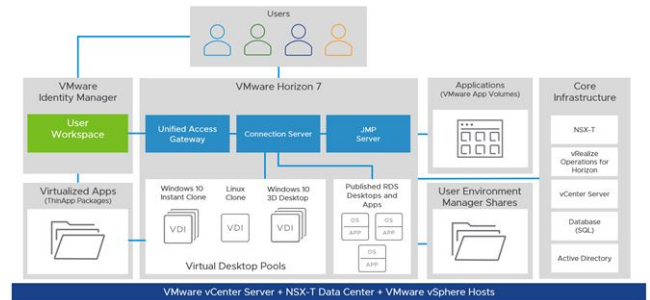 Users
VMware
Identity Manager
User
Workspace
VMware Horizon 7
Unified Access
Gateway
Connection Server
JMP
Server
Applications
(VMware App Volumes)
Core
Infrastructure
NSX-T
vRealize
Operations for
Horizon
vCenter Server
Database
(SQL)
Active Directory
Virtualized Apps
(ThinApp Packages)
Windows 10
Instant Clone
VDI
Linux
Clone
VDI
Windows 10
3D Desktop
VDI
Virtual Desktop Pools
Published RDS
Desktops and
Apps
OS
APP
OS
APP
OS
APP
User Environment
Manager Shares
VMware vCenter Server + NSX-T Data Center + VMware vSphere Hosts